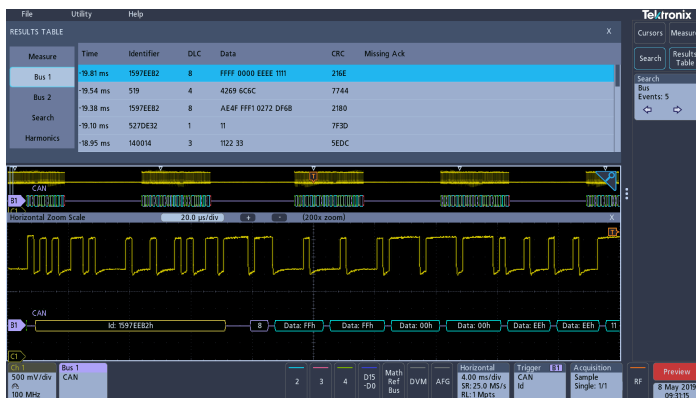 File Utility Help Tektronix
RESULTS TABLE X Cursors Measure
Measure Time Identifier DLC Data CRC Missing Ack Search Results Table
Bus 1 -19.81 ms 1597EEB2 8 FFFF 0000 EEEE 1111 216E
Search
Bus
Events: 5
Bus 2 -19.54 ms 519 4 4269 6C6C 7744
-19.38 ms 1597EEB2 8 AE4F FFF1 0272 DF6B 2180
Search -19.10 ms 527DE32 1 11 7F3D
Harmonics -18.95 ms 140014 3 1122 33 5EDC
T
CAN
B1
C1
Horizontal Zoom Scale 20.0 µs/div + - (200x zoom) X
T
CAN
B1 Id: 1597EEB2h 8 Data: FFh Data: FFh Data: 00h Data: 00h Data: EEh Data: EEh 11
C1
Ch 1 Bus 1 Horizontal Trigger B1 Acquisition
500 mV/div CAN 2 3 4 D15 -D0 Math Ref Bus DVM AFG 4.00 ms/div CAN Sample RF Preview
SR: 25.0 MS/s Id Single: 1/1 8 May 2019
100 MHz RL: 1 Mpts 09:31:15